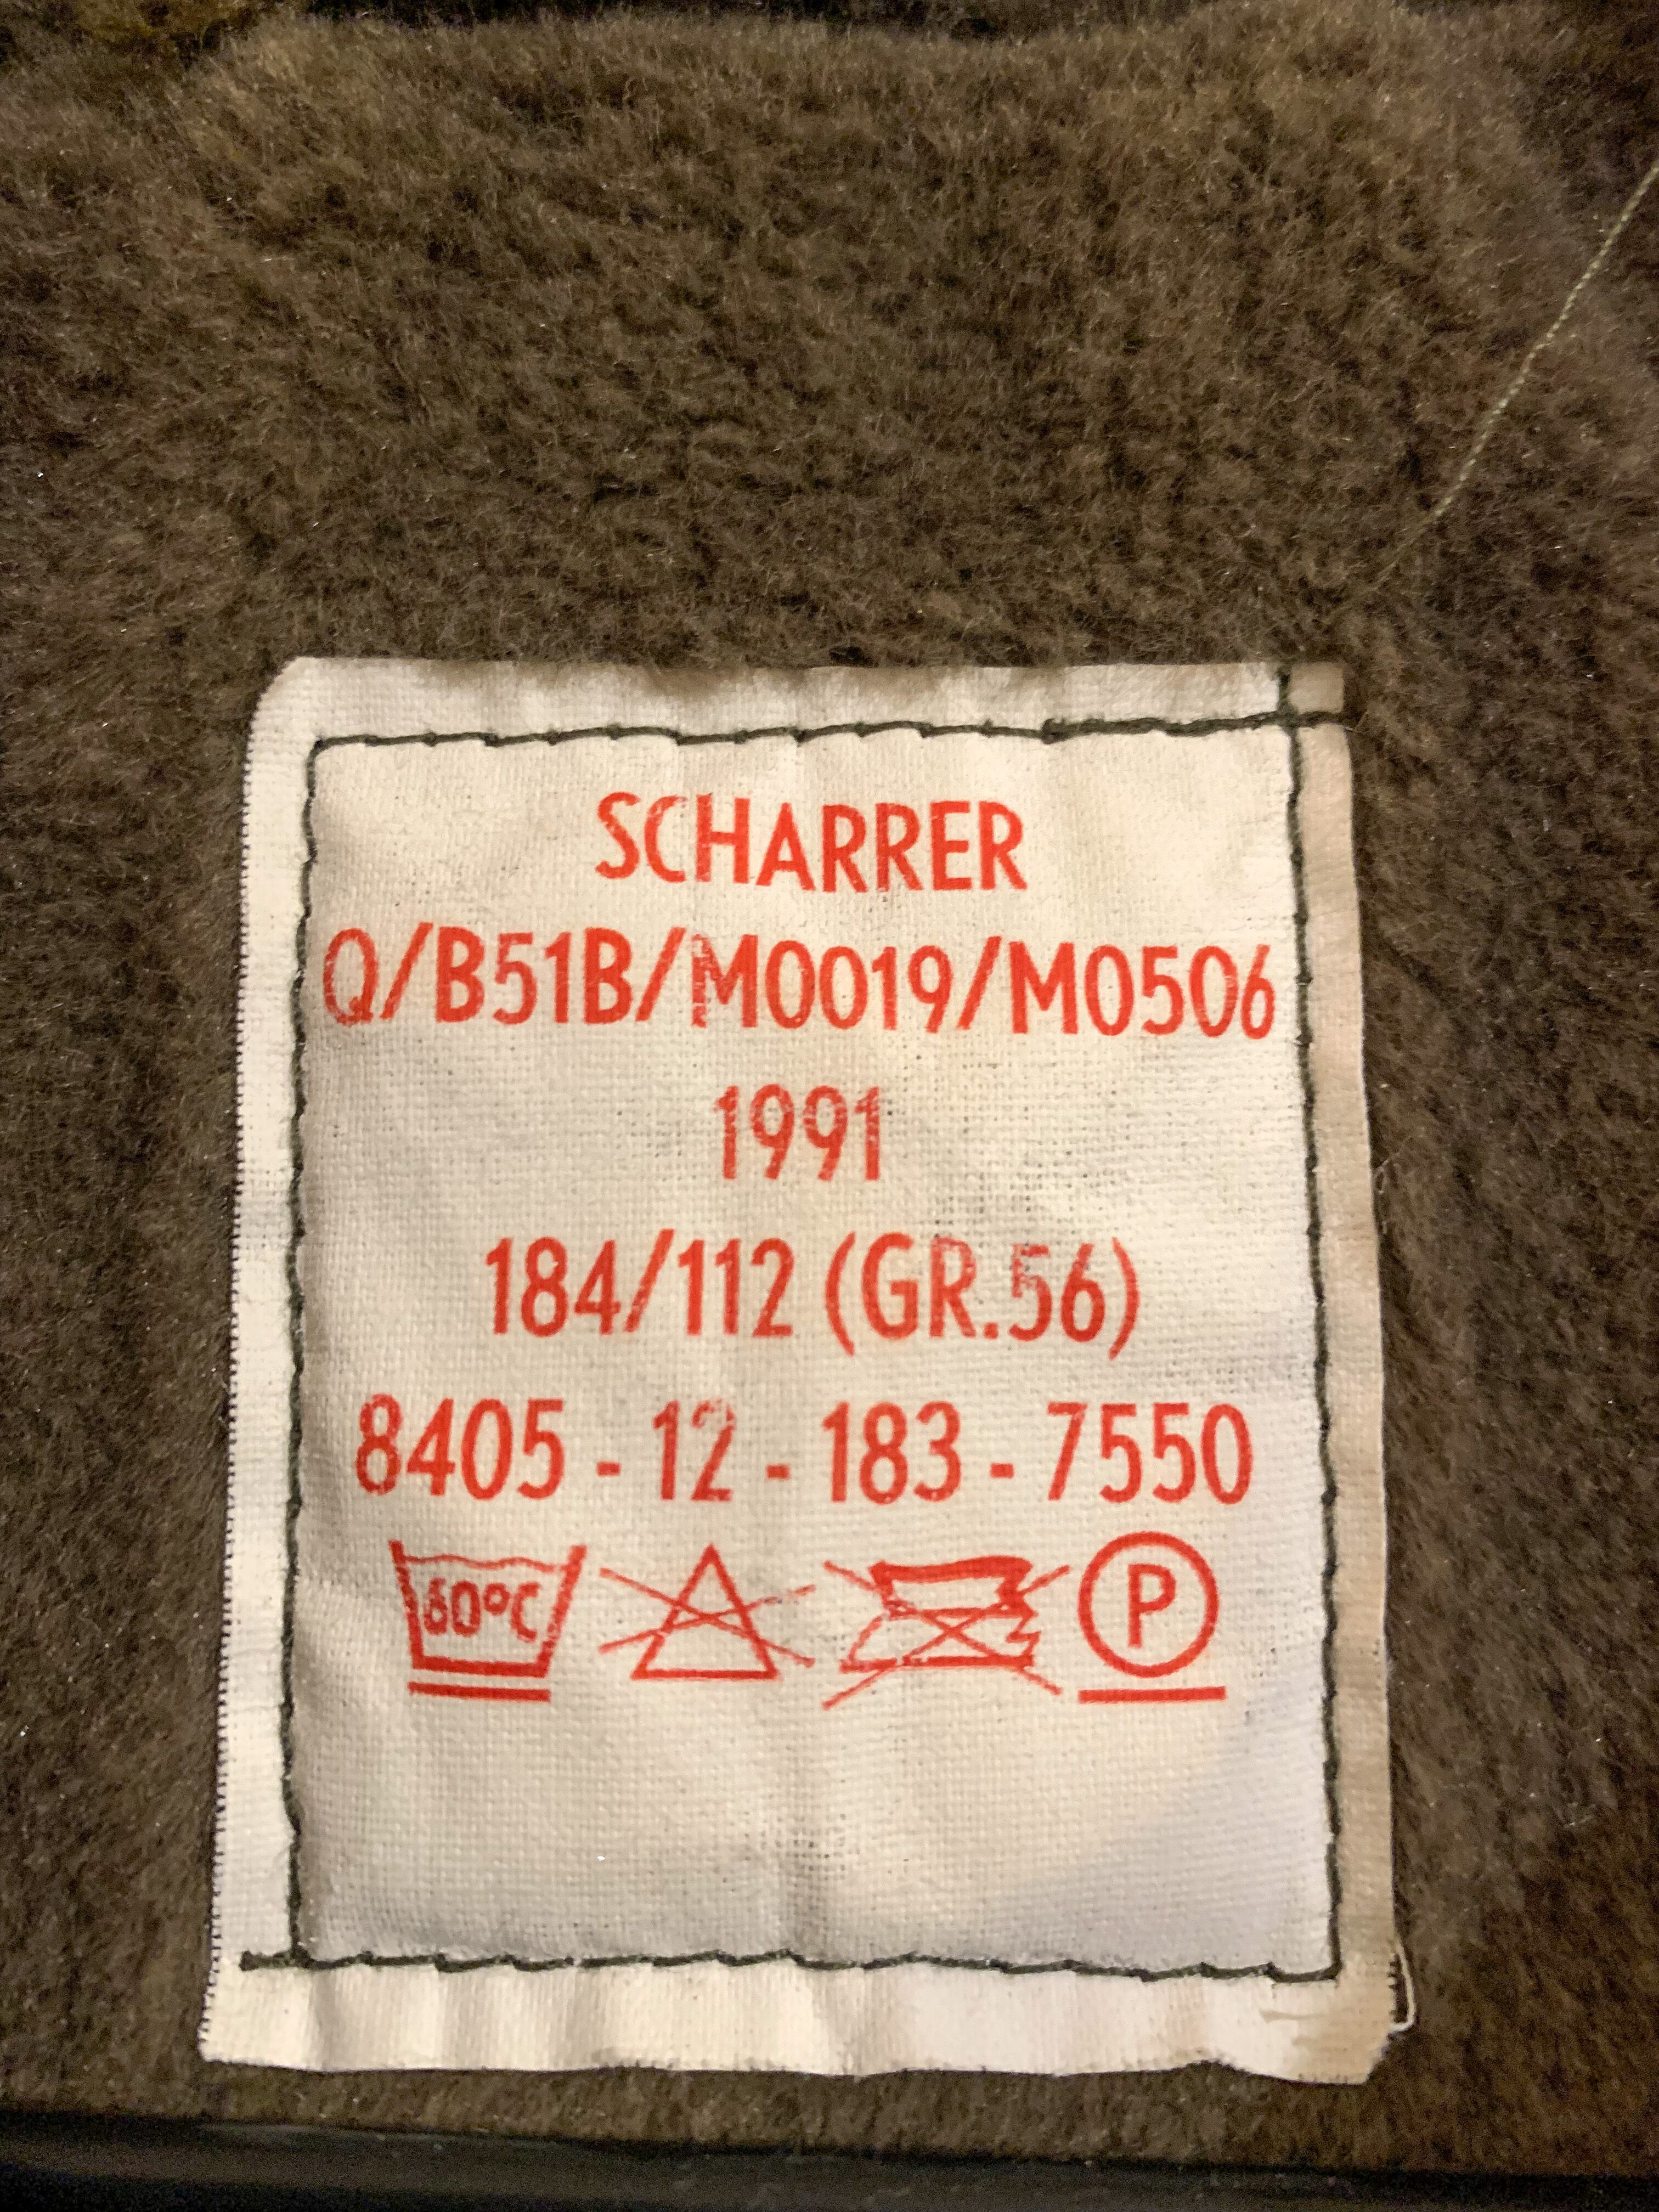 SCHARRER
Q/B51B/M0019/M0506
1991
184/112 (GR.56)
8405 - 12 - 183 - 7550
60°C P